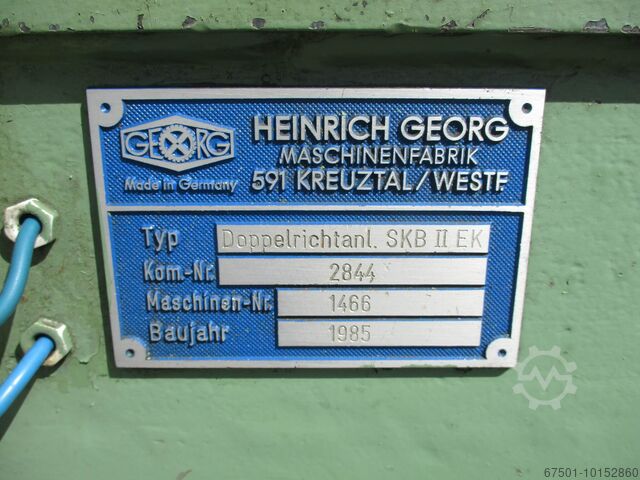 GEORG
Made in Germany
HEINRICH GEORG
MASCHINENFABRIK
591 KREUZTAL/WESTF
Typ Doppelrichtanl. SKB II EK
Kom.-Nr. 2844
Maschinen-Nr. 1466
Baujahr 1985
67501-10152860